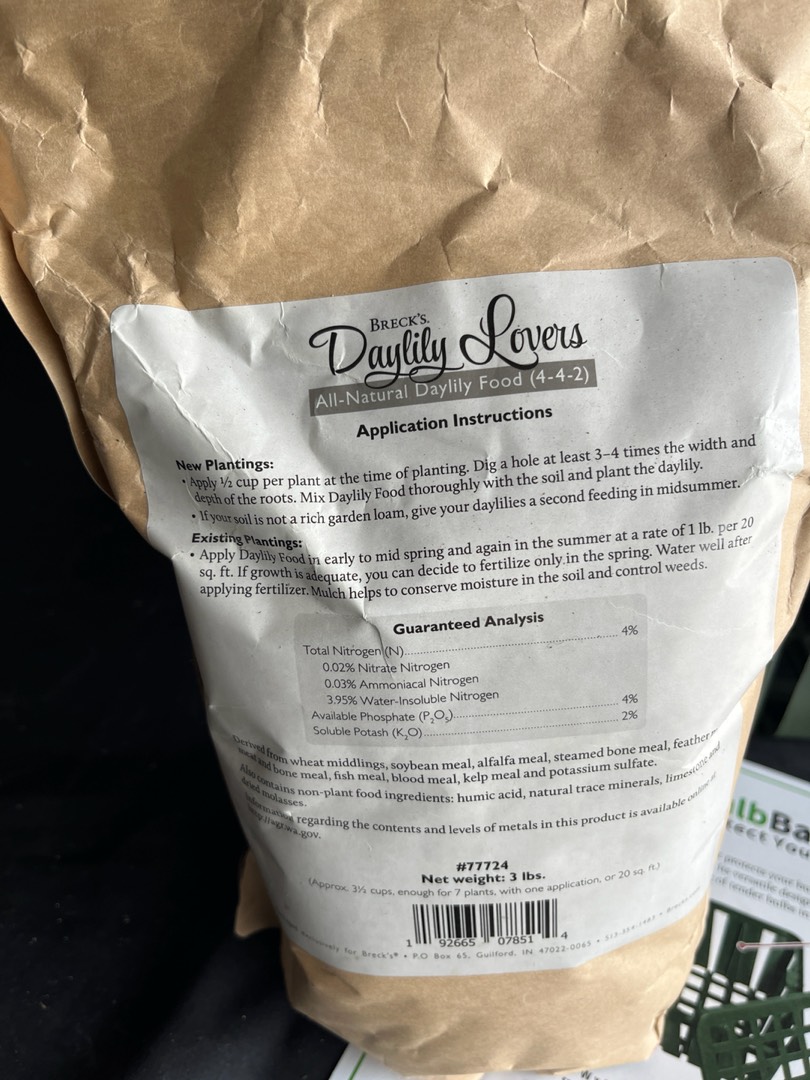 BRECK'S.
Daylily Lovers
All-Natural Daylily Food (4-4-2)
Application Instructions
New Plantings:
• Apply ½ cup per plant at the time of planting. Dig a hole at least 3–4 times the width and
depth of the roots. Mix Daylily Food thoroughly with the soil and plant the daylily.
• If your soil is not a rich garden loam, give your daylilies a second feeding in midsummer.
Existing Plantings:
• Apply Daylily Food in early to mid spring and again in the summer at a rate of 1 lb. per 20
sq. ft. If growth is adequate, you can decide to fertilize only in the spring. Water well after
applying fertilizer. Mulch helps to conserve moisture in the soil and control weeds.
Guaranteed Analysis
Total Nitrogen (N)........................................ 4%
0.02% Nitrate Nitrogen
0.03% Ammoniacal Nitrogen
3.95% Water-Insoluble Nitrogen
Available Phosphate (P₂O₅)........................................ 4%
Soluble Potash (K₂O)........................................ 2%
Derived from wheat middlings, soybean meal, alfalfa meal, steamed bone meal, feather
meat and bone meal, fish meal, blood meal, kelp meal and potassium sulfate.
Also contains non-plant food ingredients: humic acid, natural trace minerals, limestone and
dried molasses.
Information regarding the contents and levels of metals in this product is available online at
http://agr.wa.gov.
#77724
Net weight: 3 lbs.
(Approx. 3½ cups, enough for 7 plants, with one application, or 20 sq. ft.)
1 92665 07851 4
exclusively for Breck's® • P.O Box 65, Guilford, IN 47022-0065 •